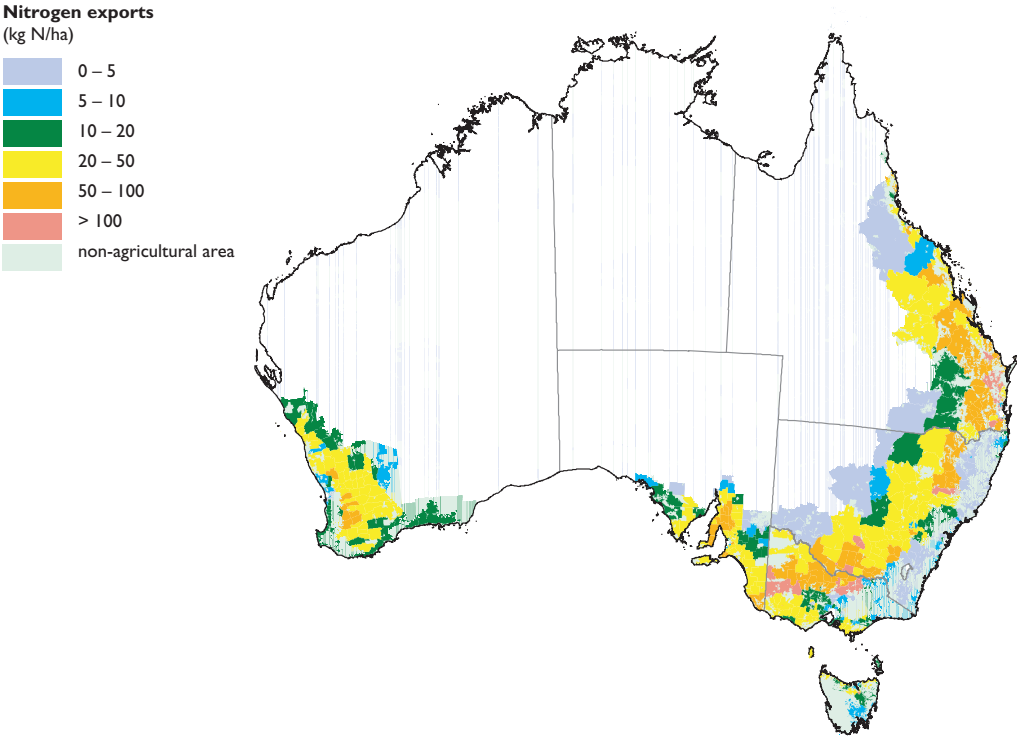 Nitrogen exports
(kg N/ha)
0 – 5
5 – 10
10 – 20
20 – 50
50 – 100
> 100
non-agricultural area